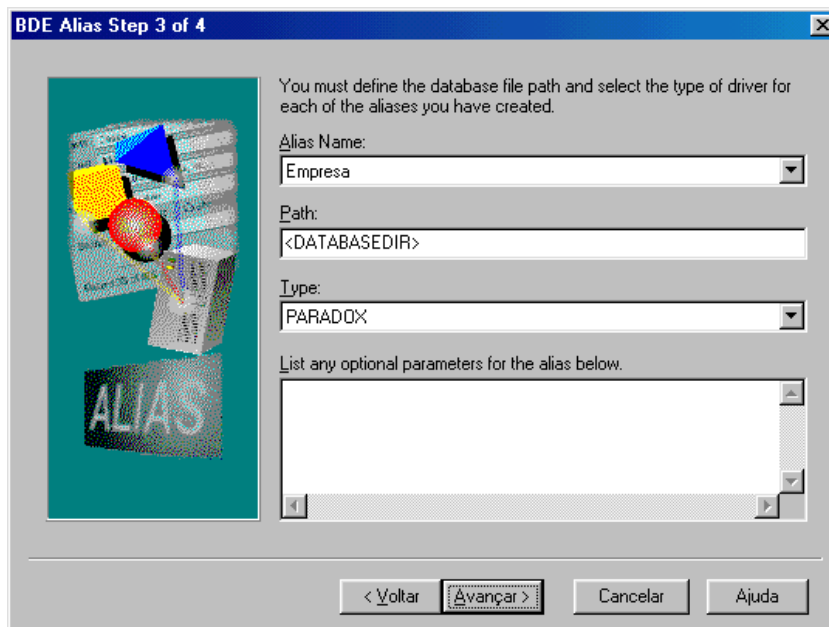 BDE Alias Step 3 of 4
You must define the database file path and select the type of driver for
each of the aliases you have created.
Alias Name:
Empresa
Path:
<DATABASEDIR>
Type:
PARADOX
List any optional parameters for the alias below.
ALIAS
< Voltar Avançar > Cancelar Ajuda